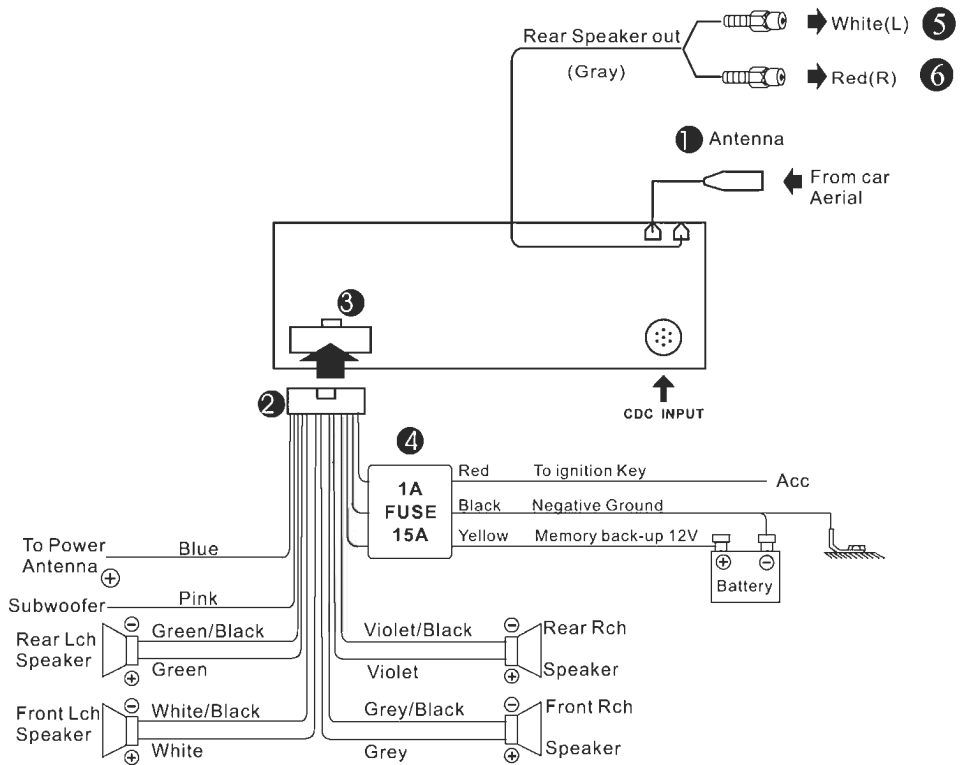 Rear Speaker out
(Gray)
White(L) 5
Red(R) 6
1 Antenna
From car
Aerial
3
CDC INPUT
2
4
1A
FUSE
15A
Red To ignition Key Acc
Black Negative Ground
Yellow Memory back-up 12V
+ −
Battery
To Power
Antenna
+
Blue
Subwoofer
Pink
Rear Lch
Speaker
−
+
Green/Black
Green
Front Lch
Speaker
−
+
White/Black
White
Violet/Black
Violet
−
+
Rear Rch
Speaker
Grey/Black
Grey
−
+
Front Rch
Speaker